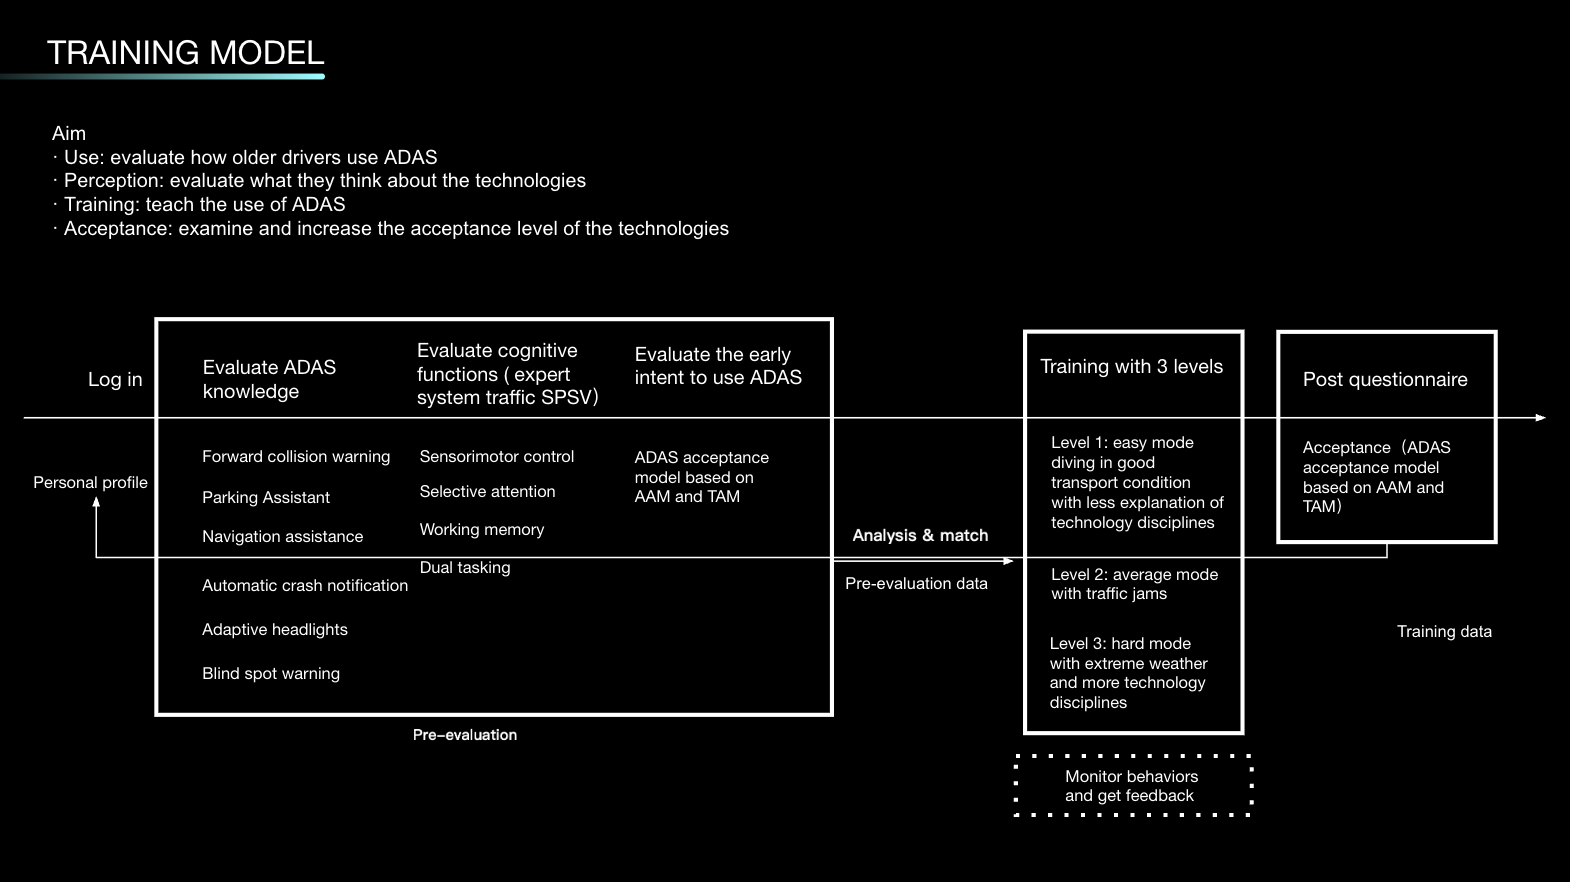 TRAINING MODEL
Aim
· Use: evaluate how older drivers use ADAS
· Perception: evaluate what they think about the technologies
· Training: teach the use of ADAS
· Acceptance: examine and increase the acceptance level of the technologies
Log in
Personal profile
Evaluate ADAS
knowledge
Forward collision warning
Parking Assistant
Navigation assistance
Automatic crash notification
Adaptive headlights
Blind spot warning
Evaluate cognitive
functions ( expert
system traffic SPSV)
Sensorimotor control
Selective attention
Working memory
Dual tasking
Evaluate the early
intent to use ADAS
ADAS acceptance
model based on
AAM and TAM
Pre-evaluation
Analysis & match
Pre-evaluation data
Training with 3 levels
Level 1: easy mode
diving in good
transport condition
with less explanation of
technology disciplines
Level 2: average mode
with traffic jams
Level 3: hard mode
with extreme weather
and more technology
disciplines
Monitor behaviors
and get feedback
Post questionnaire
Acceptance（ADAS
acceptance model
based on AAM and
TAM）
Training data